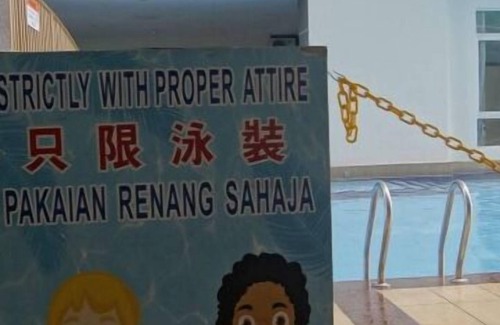 STRICTLY WITH PROPER ATTIRE
只限泳裝
PAKAIAN RENANG SAHAJA